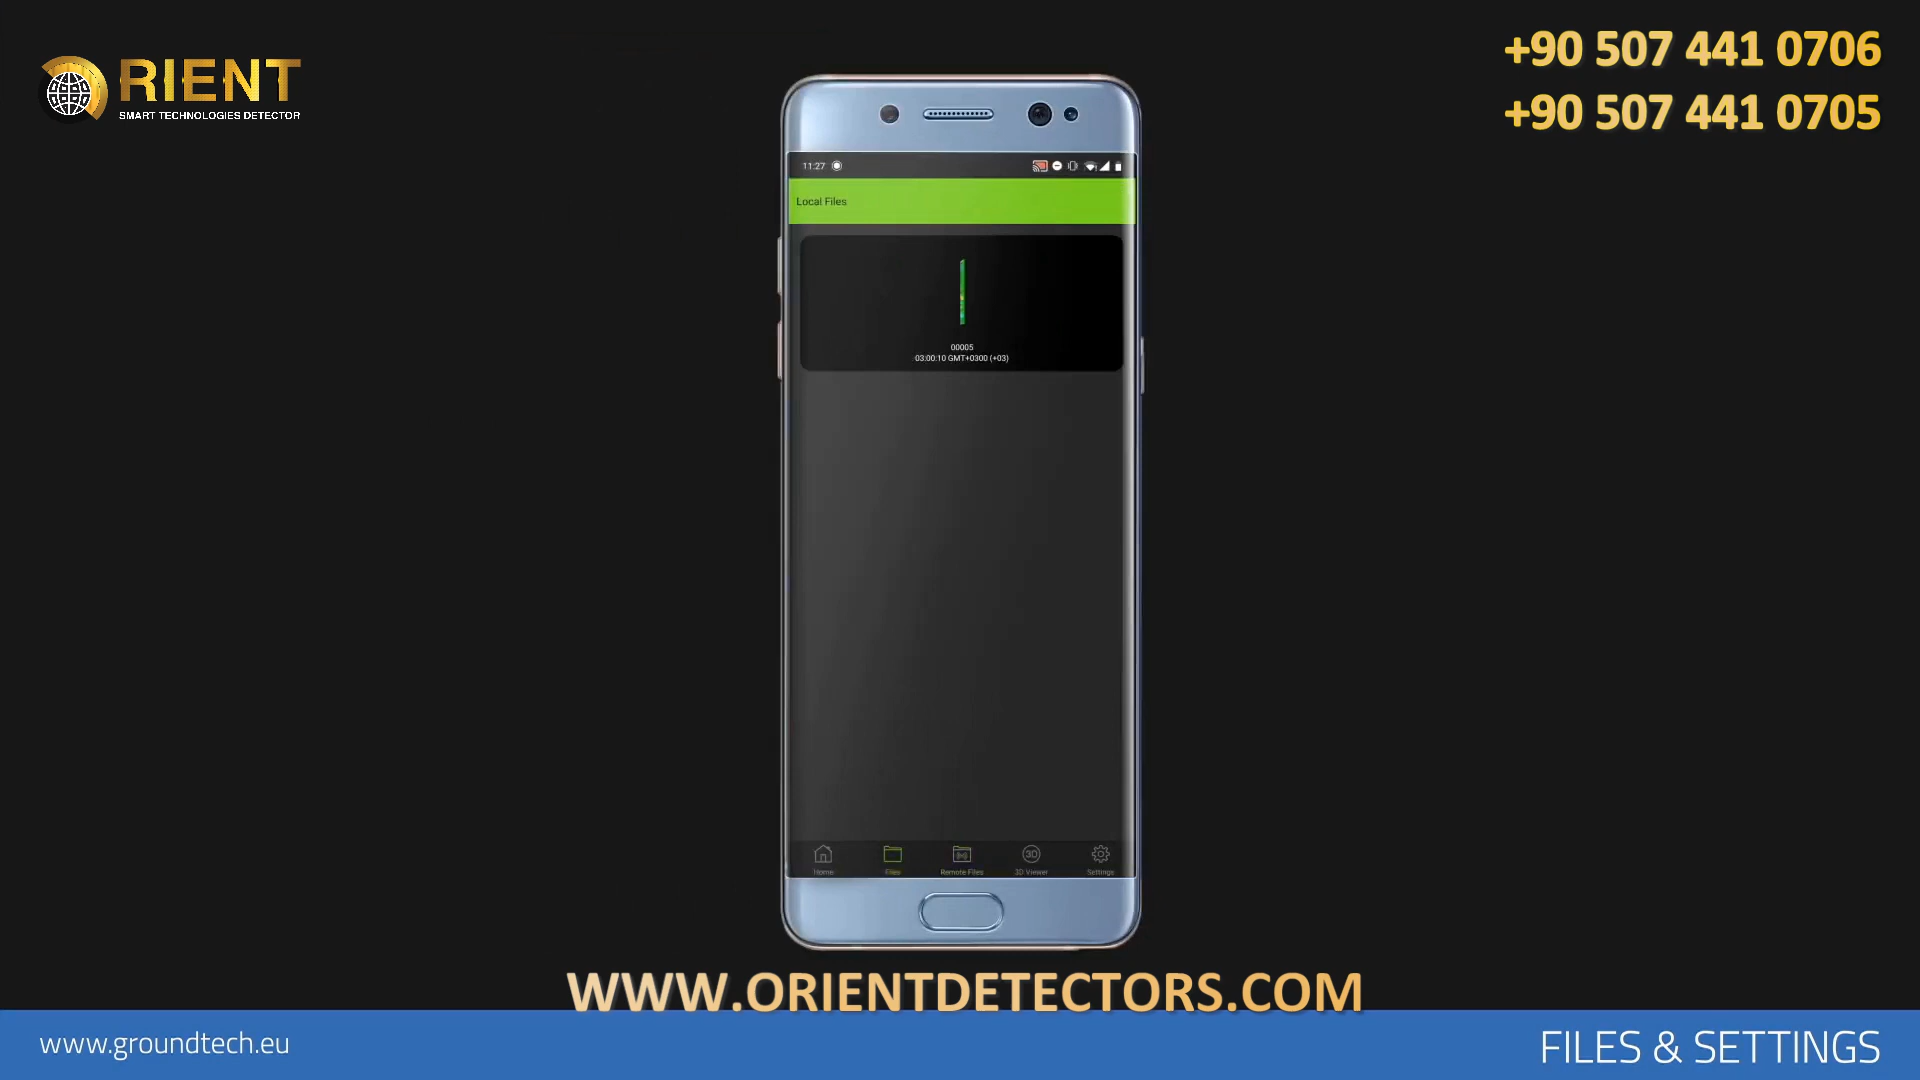 RIENT
SMART TECHNOLOGIES DETECTOR
+90 507 441 0706
+90 507 441 0705
11:27
Local Files
00005
03:00:10 GMT+0300 (+03)
Home
Files
Remote Files
3D
3D Viewer
Settings
WWW.ORIENTDETECTORS.COM
www.groundtech.eu
FILES & SETTINGS